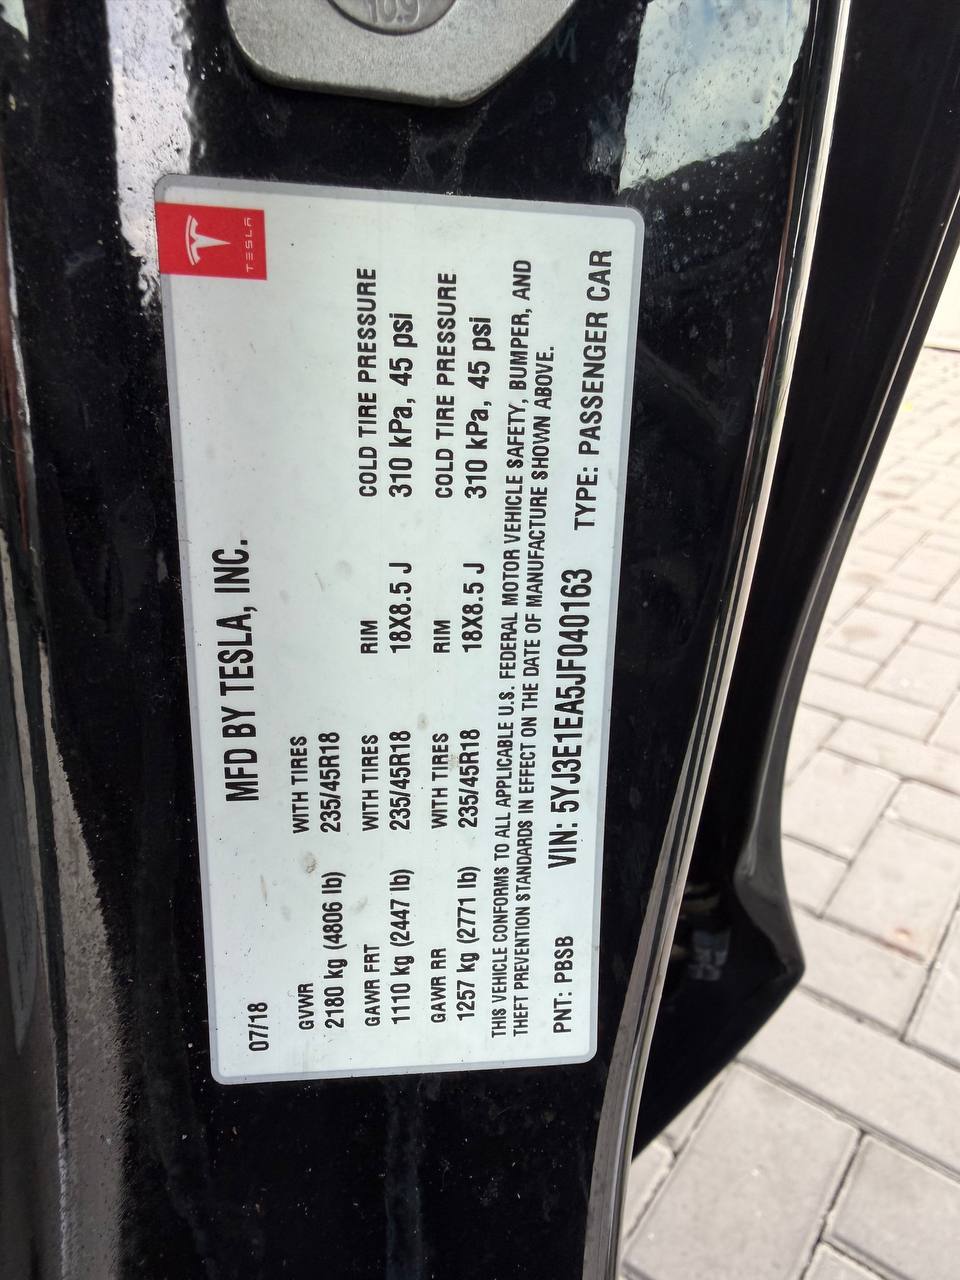 10.9
TESLA
MFD BY TESLA, INC.
07/18
GVWR WITH TIRES
2180 kg (4806 lb) 235/45R18
GAWR FRT WITH TIRES RIM COLD TIRE PRESSURE
1110 kg (2447 lb) 235/45R18 18X8.5 J 310 kPa, 45 psi
GAWR RR WITH TIRES RIM COLD TIRE PRESSURE
1257 kg (2771 lb) 235/45R18 18X8.5 J 310 kPa, 45 psi
THIS VEHICLE CONFORMS TO ALL APPLICABLE U.S. FEDERAL MOTOR VEHICLE SAFETY, BUMPER, AND
THEFT PREVENTION STANDARDS IN EFFECT ON THE DATE OF MANUFACTURE SHOWN ABOVE.
PNT: PBSB VIN: 5YJ3E1EA5JF040163 TYPE: PASSENGER CAR